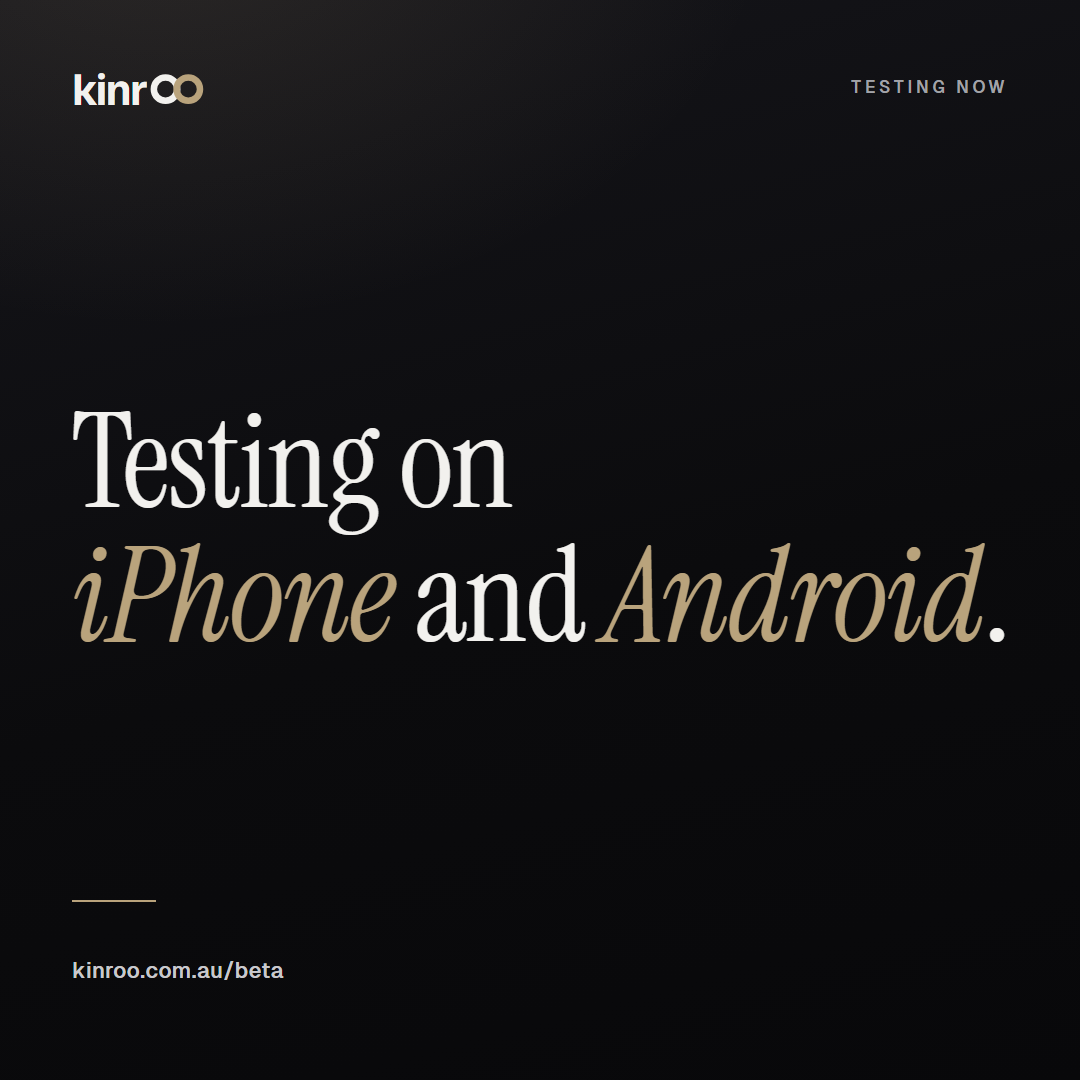 kinroo
TESTING NOW
Testing on
iPhone and Android.
kinroo.com.au/beta